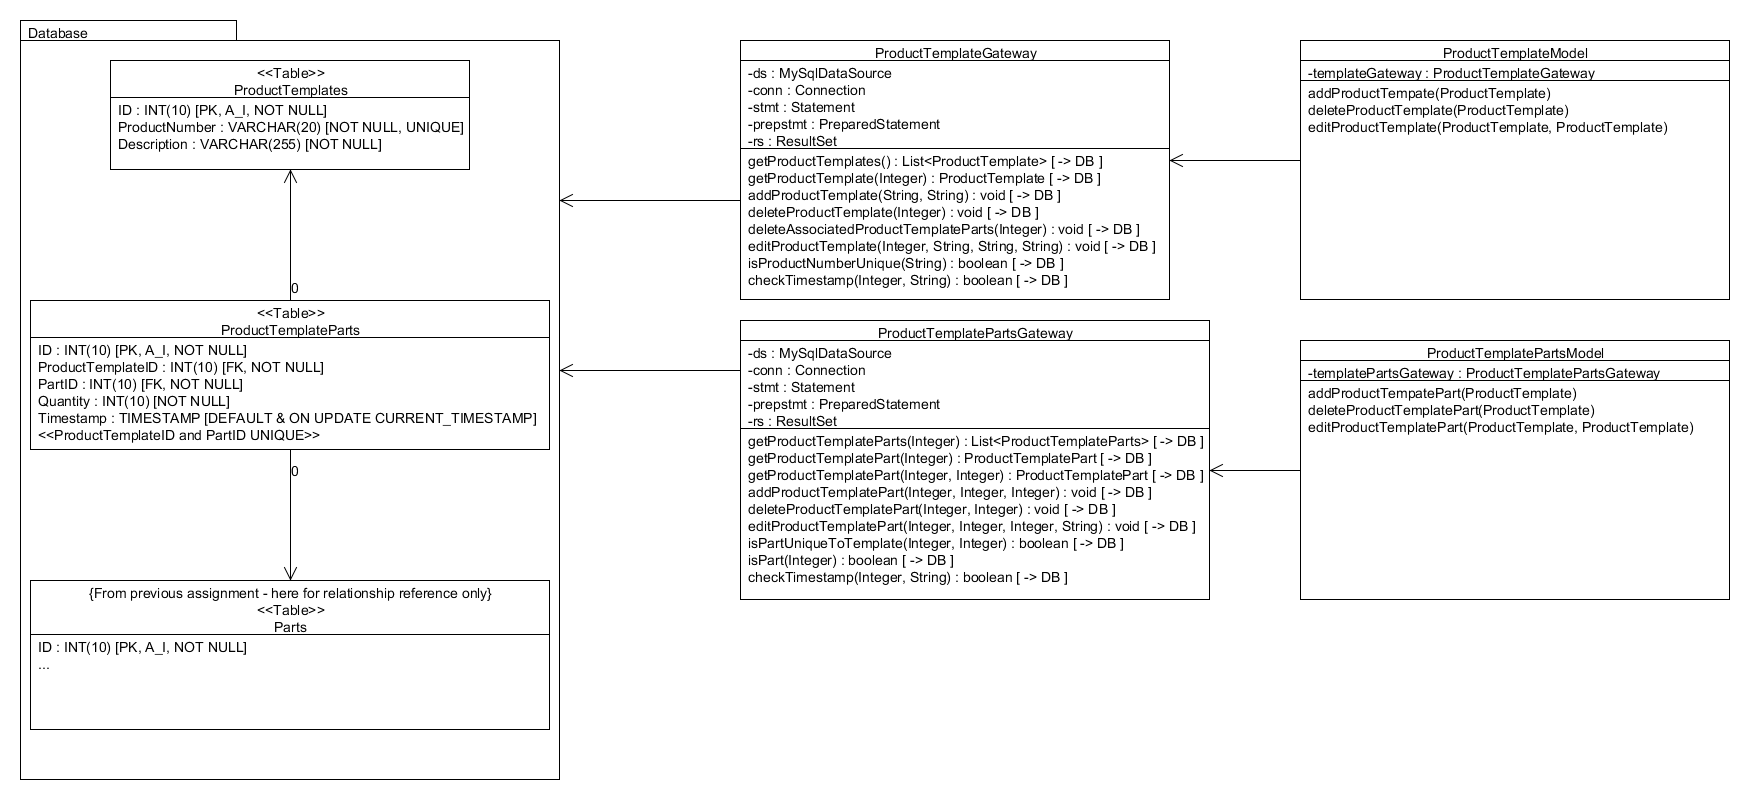 Database
<<Table>>
ProductTemplates
ID : INT(10) [PK, A_I, NOT NULL]
ProductNumber : VARCHAR(20) [NOT NULL, UNIQUE]
Description : VARCHAR(255) [NOT NULL]
0
<<Table>>
ProductTemplateParts
ID : INT(10) [PK, A_I, NOT NULL]
ProductTemplateID : INT(10) [FK, NOT NULL]
PartID : INT(10) [FK, NOT NULL]
Quantity : INT(10) [NOT NULL]
Timestamp : TIMESTAMP [DEFAULT & ON UPDATE CURRENT_TIMESTAMP]
<<ProductTemplateID and PartID UNIQUE>>
0
{From previous assignment - here for relationship reference only}
<<Table>>
Parts
ID : INT(10) [PK, A_I, NOT NULL]
...
ProductTemplateGateway
-ds : MySqlDataSource
-conn : Connection
-stmt : Statement
-prepstmt : PreparedStatement
-rs : ResultSet
getProductTemplates() : List<ProductTemplate> [ -> DB ]
getProductTemplate(Integer) : ProductTemplate [ -> DB ]
addProductTemplate(String, String) : void [ -> DB ]
deleteProductTemplate(Integer) : void [ -> DB ]
deleteAssociatedProductTemplateParts(Integer) : void [ -> DB ]
editProductTemplate(Integer, String, String, String) : void [ -> DB ]
isProductNumberUnique(String) : boolean [ -> DB ]
checkTimestamp(Integer, String) : boolean [ -> DB ]
ProductTemplatePartsGateway
-ds : MySqlDataSource
-conn : Connection
-stmt : Statement
-prepstmt : PreparedStatement
-rs : ResultSet
getProductTemplateParts(Integer) : List<ProductTemplateParts> [ -> DB ]
getProductTemplatePart(Integer) : ProductTemplatePart [ -> DB ]
getProductTemplatePart(Integer, Integer) : ProductTemplatePart [ -> DB ]
addProductTemplatePart(Integer, Integer, Integer) : void [ -> DB ]
deleteProductTemplatePart(Integer, Integer) : void [ -> DB ]
editProductTemplatePart(Integer, Integer, Integer, String) : void [ -> DB ]
isPartUniqueToTemplate(Integer, Integer) : boolean [ -> DB ]
isPart(Integer) : boolean [ -> DB ]
checkTimestamp(Integer, String) : boolean [ -> DB ]
ProductTemplateModel
-templateGateway : ProductTemplateGateway
addProductTempate(ProductTemplate)
deleteProductTemplate(ProductTemplate)
editProductTemplate(ProductTemplate, ProductTemplate)
ProductTemplatePartsModel
-templatePartsGateway : ProductTemplatePartsGateway
addProductTempatePart(ProductTemplate)
deleteProductTemplatePart(ProductTemplate)
editProductTemplatePart(ProductTemplate, ProductTemplate)